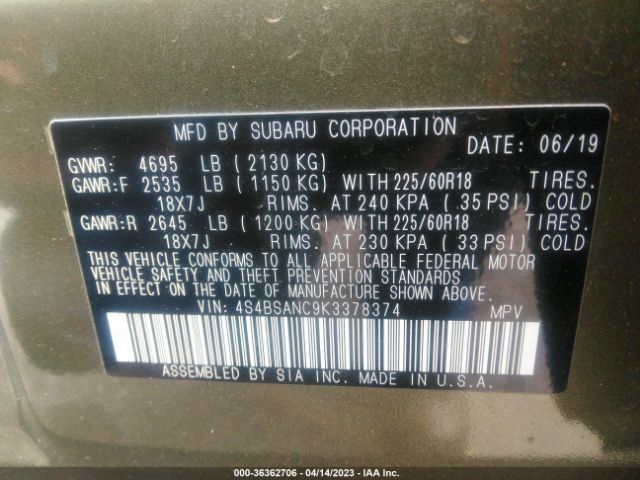 MFD BY SUBARU CORPORATION
DATE: 06/19
GVWR: 4695 LB (2130 KG)
GAWR:F 2535 LB (1150 KG) WITH 225/60R18 TIRES.
18X7J RIMS. AT 240 KPA (.35 PSI) COLD
GAWR:R 2645 LB (1200 KG) WITH 225/60R18 TIRES.
18X7J RIMS. AT 230 KPA ( 33 PSI) COLD
THIS VEHICLE CONFORMS TO ALL APPLICABLE FEDERAL MOTOR
VEHICLE SAFETY AND THEFT PREVENTION STANDARDS
IN EFFECT ON THE DATE OF MANUFACTURE SHOWN ABOVE.
VIN: 4S4BSANC9K3378374 MPV
ASSEMBLED BY SIA INC. MADE IN U.S.A.
000-36362706 - 04/14/2023 - IAA Inc.